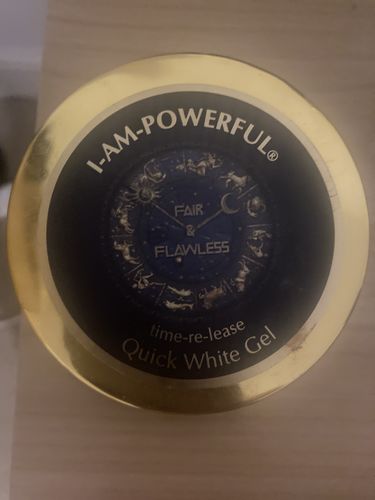 I-AM-POWERFUL®
FAIR
&
FLAWLESS
time-re-lease
Quick White Gel